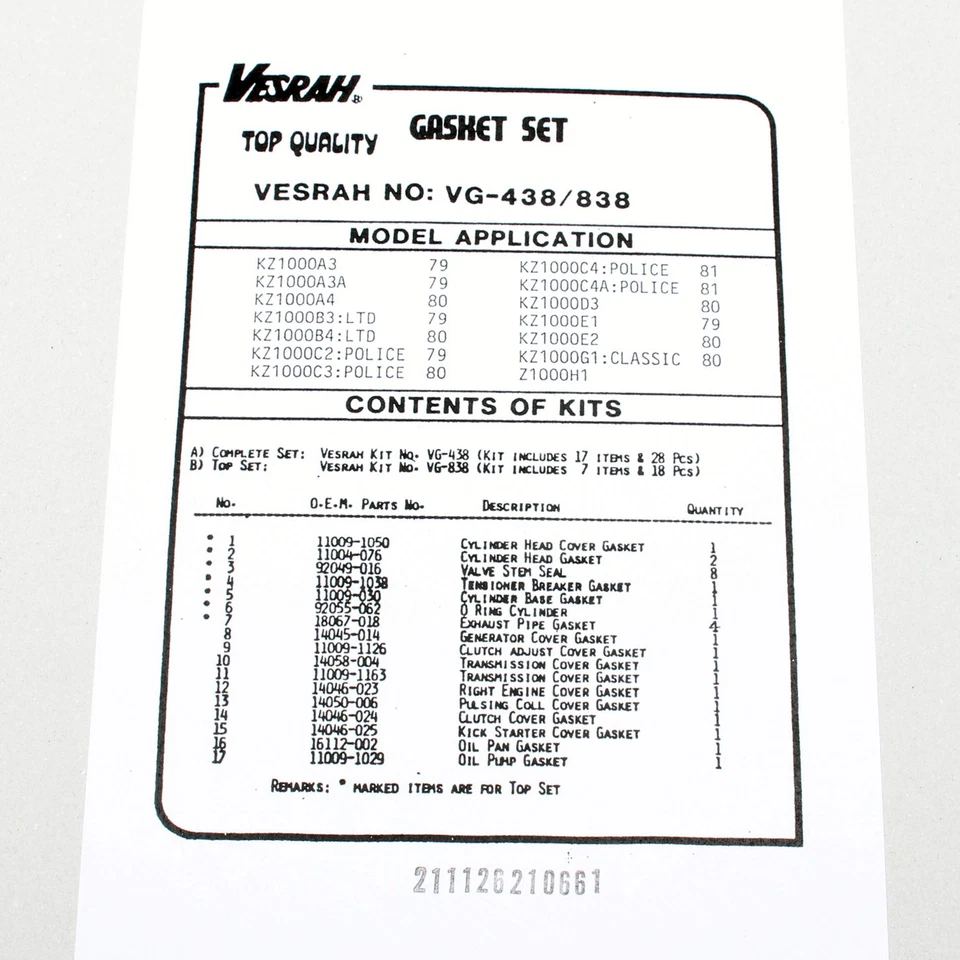 VESRAH®
TOP QUALITY GASKET SET
VESRAH NO: VG-438/838
MODEL APPLICATION
KZ1000A3 79 KZ1000C4:POLICE 81
KZ1000A3A 79 KZ1000C4A:POLICE 81
KZ1000A4 80 KZ1000D3 80
KZ1000B3:LTD 79 KZ1000E1 79
KZ1000B4:LTD 80 KZ1000E2 80
KZ1000C2:POLICE 79 KZ1000G1:CLASSIC 80
KZ1000C3:POLICE 80 Z1000H1
CONTENTS OF KITS
A) COMPLETE SET: VESRAH KIT NO. VG-438 (KIT INCLUDES 17 ITEMS & 28 PCS)
B) TOP SET: VESRAH KIT NO. VG-838 (KIT INCLUDES 7 ITEMS & 18 PCS)
NO. O.E.M. PARTS NO. DESCRIPTION QUANTITY
* 1 11009-1050 CYLINDER HEAD COVER GASKET 1
* 2 11004-076 CYLINDER HEAD GASKET 2
* 3 92049-016 VALVE STEM SEAL 8
* 4 11009-1038 TENSIONER BREAKER GASKET 1
* 5 11009-030 CYLINDER BASE GASKET 1
* 6 92055-062 O RING CYLINDER 1
* 7 18067-018 EXHAUST PIPE GASKET 4
8 14045-014 GENERATOR COVER GASKET 1
9 11009-1126 CLUTCH ADJUST COVER GASKET 1
10 14058-004 TRANSMISSION COVER GASKET 1
11 11009-1163 TRANSMISSION COVER GASKET 1
12 14046-023 RIGHT ENGINE COVER GASKET 1
13 14050-006 PULSING COLL COVER GASKET 1
14 14046-024 CLUTCH COVER GASKET 1
15 14046-025 KICK STARTER COVER GASKET 1
16 16112-002 OIL PAN GASKET 1
17 11009-1029 OIL PUMP GASKET 1
REMARKS: * MARKED ITEMS ARE FOR TOP SET
211126210661